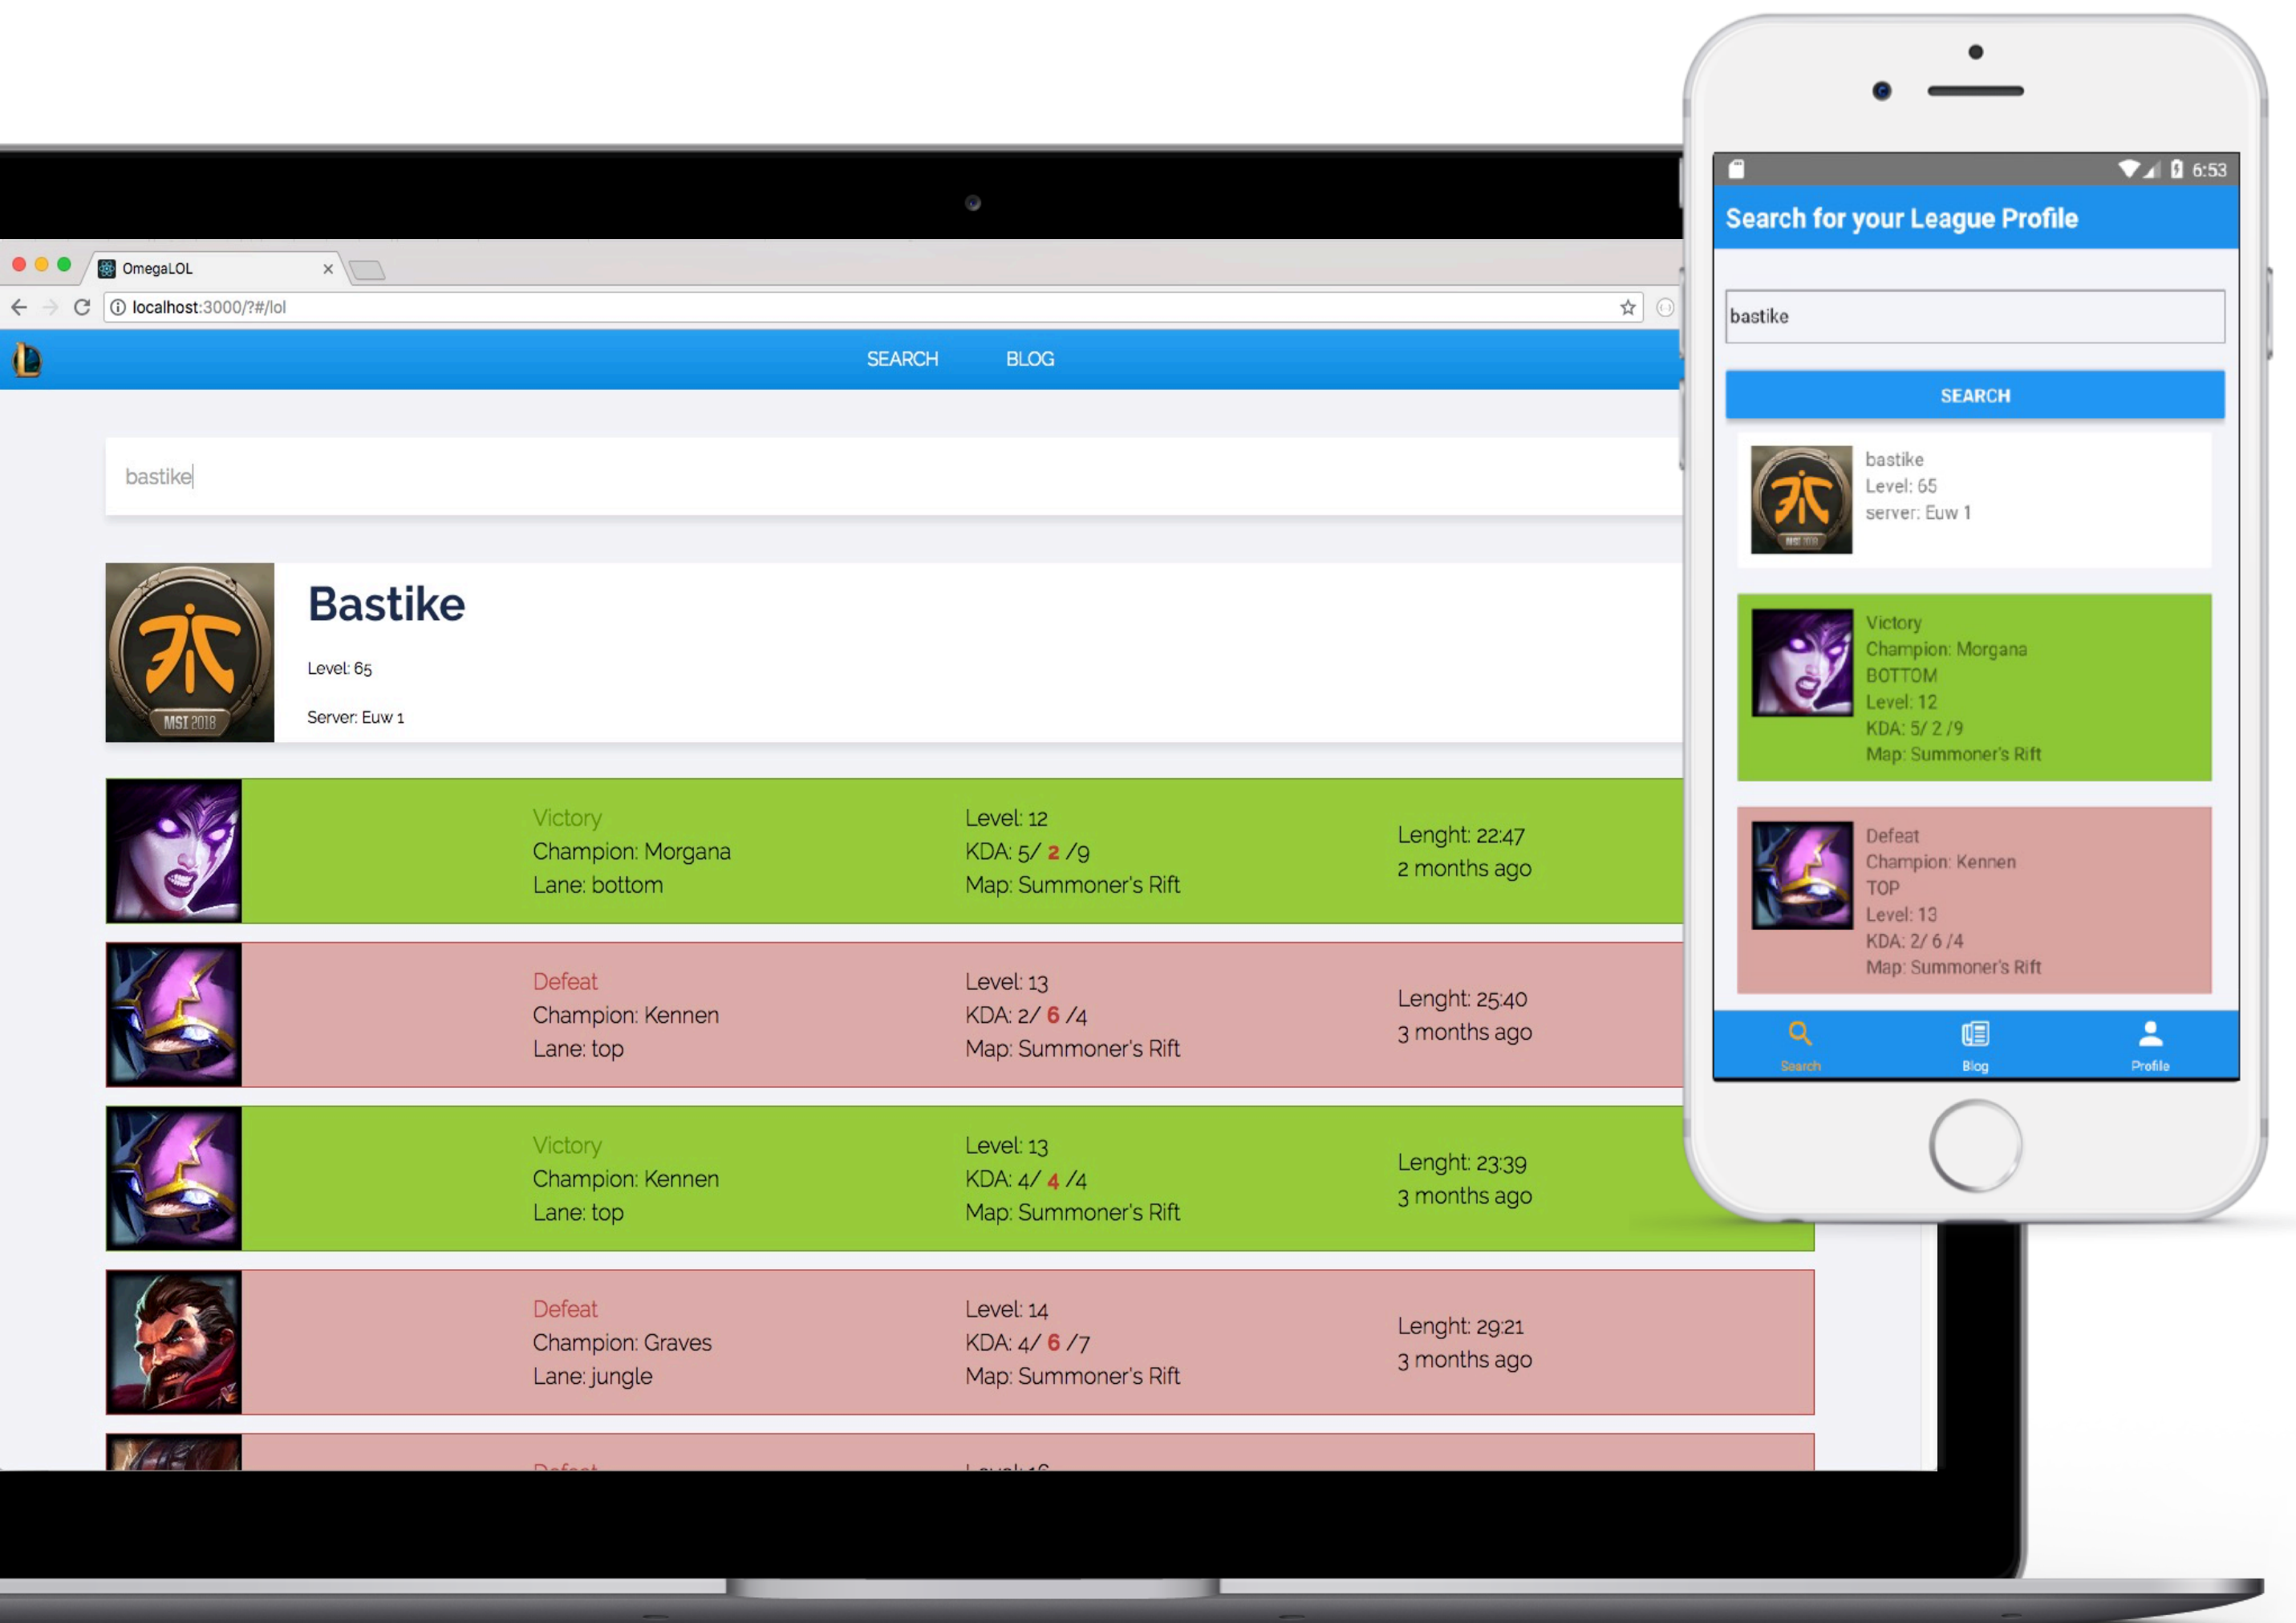 OmegaLOL
localhost:3000/?#/lol
SEARCH
BLOG
bastike
Bastike
Level: 65
Server: Euw 1
MSI 2018
Victory
Champion: Morgana
Lane: bottom
Level: 12
KDA: 5/ 2 /9
Map: Summoner's Rift
Lenght: 22:47
2 months ago
Defeat
Champion: Kennen
Lane: top
Level: 13
KDA: 2/ 6 /4
Map: Summoner's Rift
Lenght: 25:40
3 months ago
Victory
Champion: Kennen
Lane: top
Level: 13
KDA: 4/ 4 /4
Map: Summoner's Rift
Lenght: 23:39
3 months ago
Defeat
Champion: Graves
Lane: jungle
Level: 14
KDA: 4/ 6 /7
Map: Summoner's Rift
Lenght: 29:21
3 months ago
6:53
Search for your League Profile
bastike
SEARCH
bastike
Level: 65
server: Euw 1
MSI 2018
Victory
Champion: Morgana
BOTTOM
Level: 12
KDA: 5/ 2 /9
Map: Summoner's Rift
Defeat
Champion: Kennen
TOP
Level: 13
KDA: 2/ 6 /4
Map: Summoner's Rift
Search
Blog
Profile